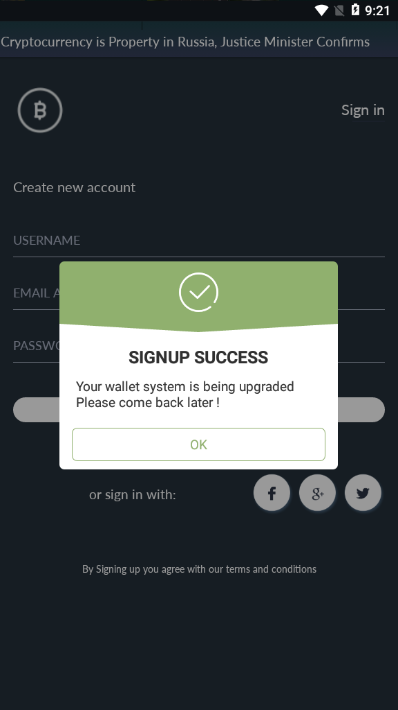 9:21
Cryptocurrency is Property in Russia, Justice Minister Confirms
Sign in
Create new account
USERNAME
EMAIL A
PASSWO
SIGNUP SUCCESS
Your wallet system is being upgraded
Please come back later !
OK
or sign in with:
By Signing up you agree with our terms and conditions